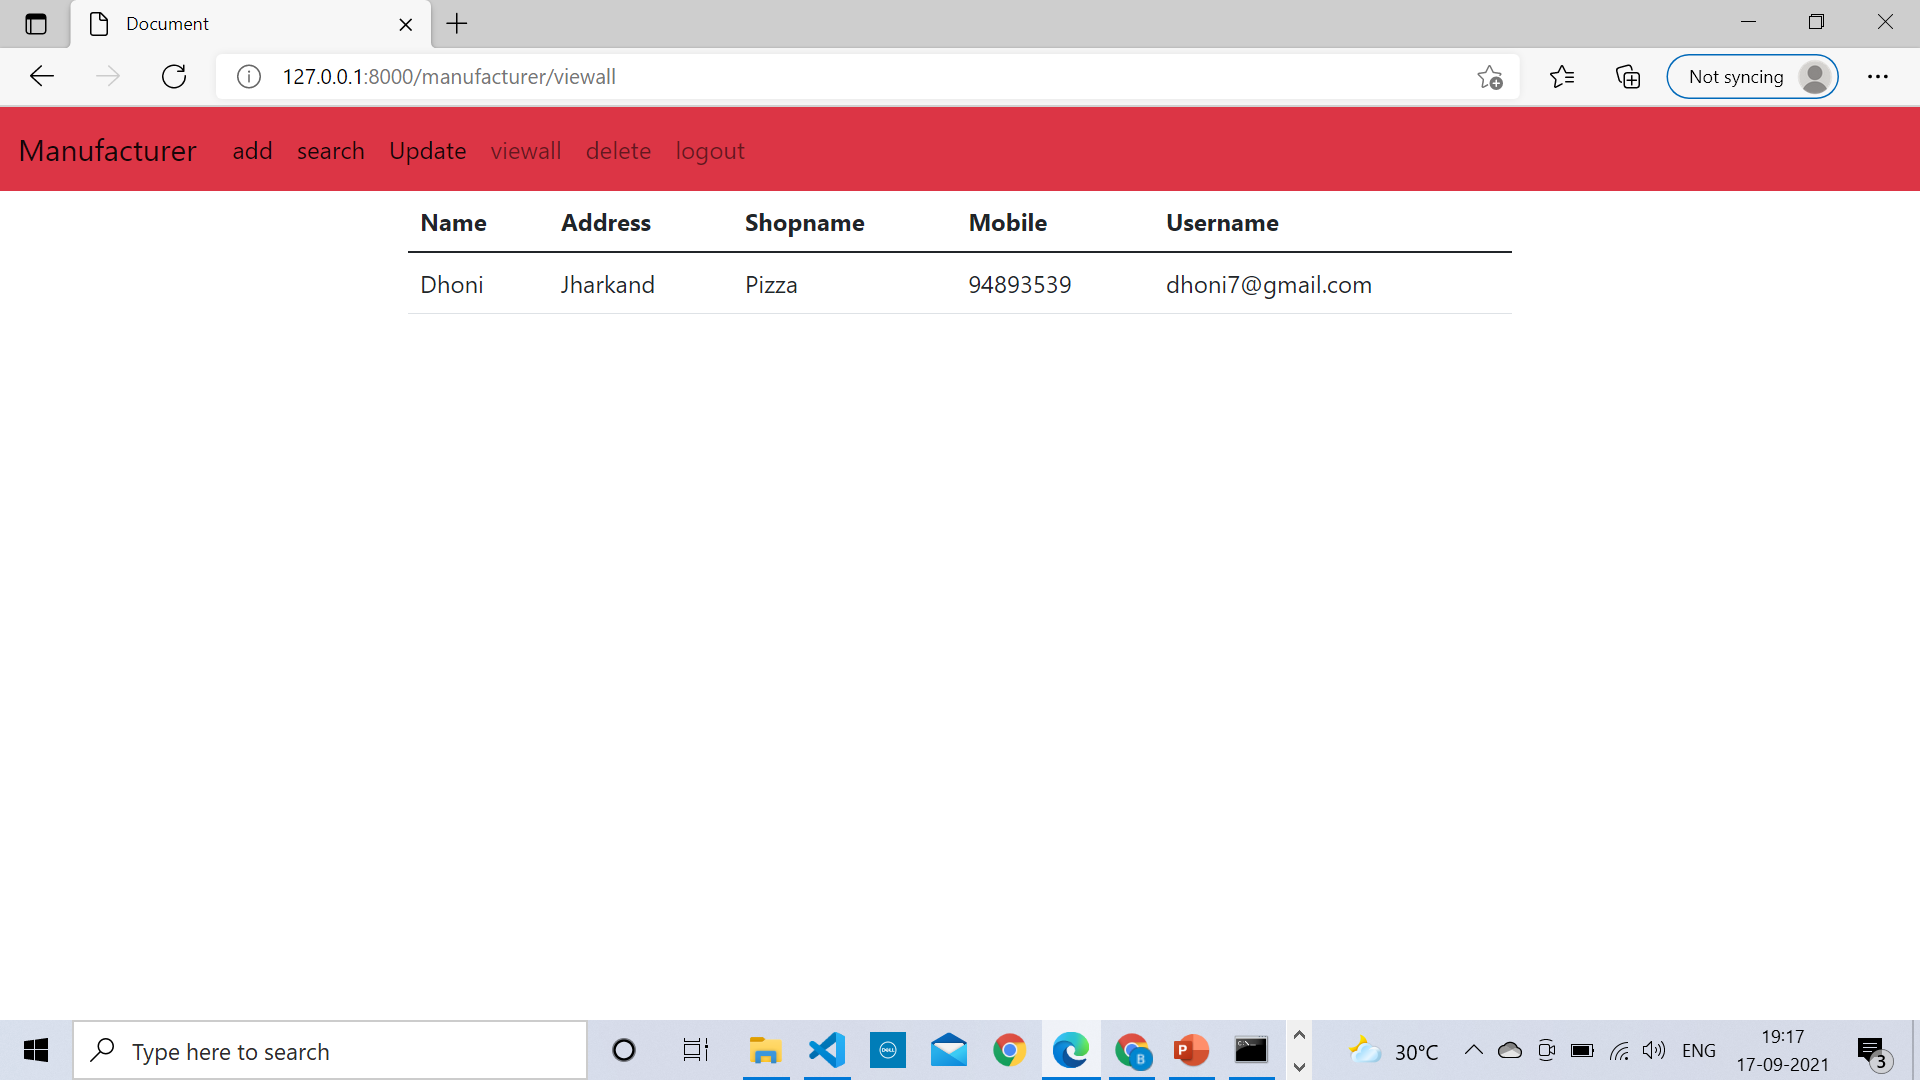 Document
127.0.0.1:8000/manufacturer/viewall
Not syncing
Manufacturer add search Update viewall delete logout
Name Address Shopname Mobile Username
Dhoni Jharkand Pizza 94893539 dhoni7@gmail.com
Type here to search
DELL
B
P
C:\
30°C
ENG
19:17
17-09-2021
3